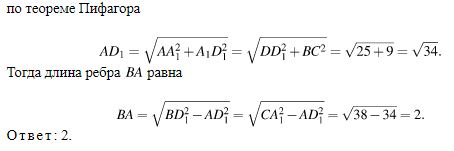 по теореме Пифагора
AD₁ = √(AA₁² + A₁D₁²) = √(DD₁² + BC²) = √(25 + 9) = √34.
Тогда длина ребра BA равна
BA = √(BD₁² − AD₁²) = √(CA₁² − AD₁²) = √(38 − 34) = 2.
Ответ: 2.